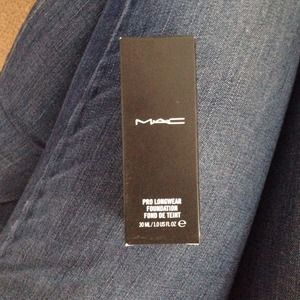 MAC
PRO LONGWEAR
FOUNDATION
FOND DE TEINT
30 ML / 1.0 US FL OZ ℮